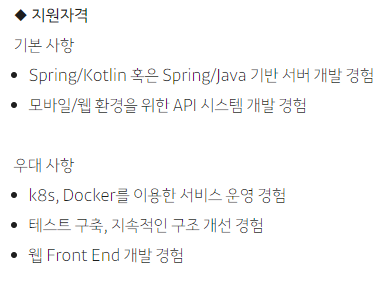 ◆ 지원자격
기본 사항
• Spring/Kotlin 혹은 Spring/Java 기반 서버 개발 경험
• 모바일/웹 환경을 위한 API 시스템 개발 경험
우대 사항
• k8s, Docker를 이용한 서비스 운영 경험
• 테스트 구축, 지속적인 구조 개선 경험
• 웹 Front End 개발 경험